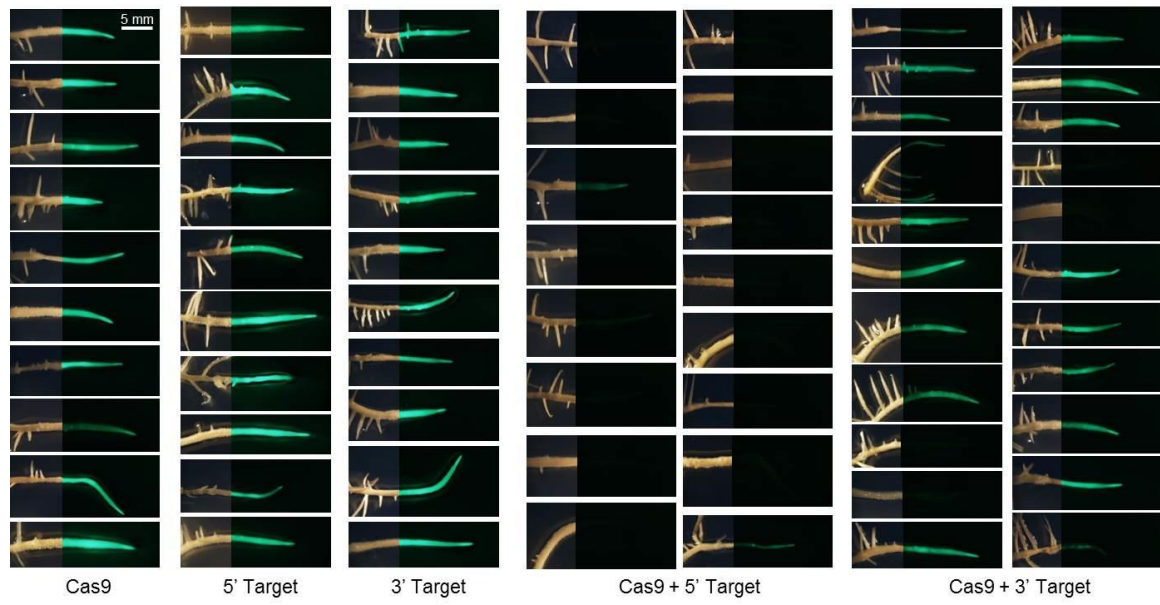 5 mm
Cas9
5’ Target
3’ Target
Cas9 + 5’ Target
Cas9 + 3’ Target